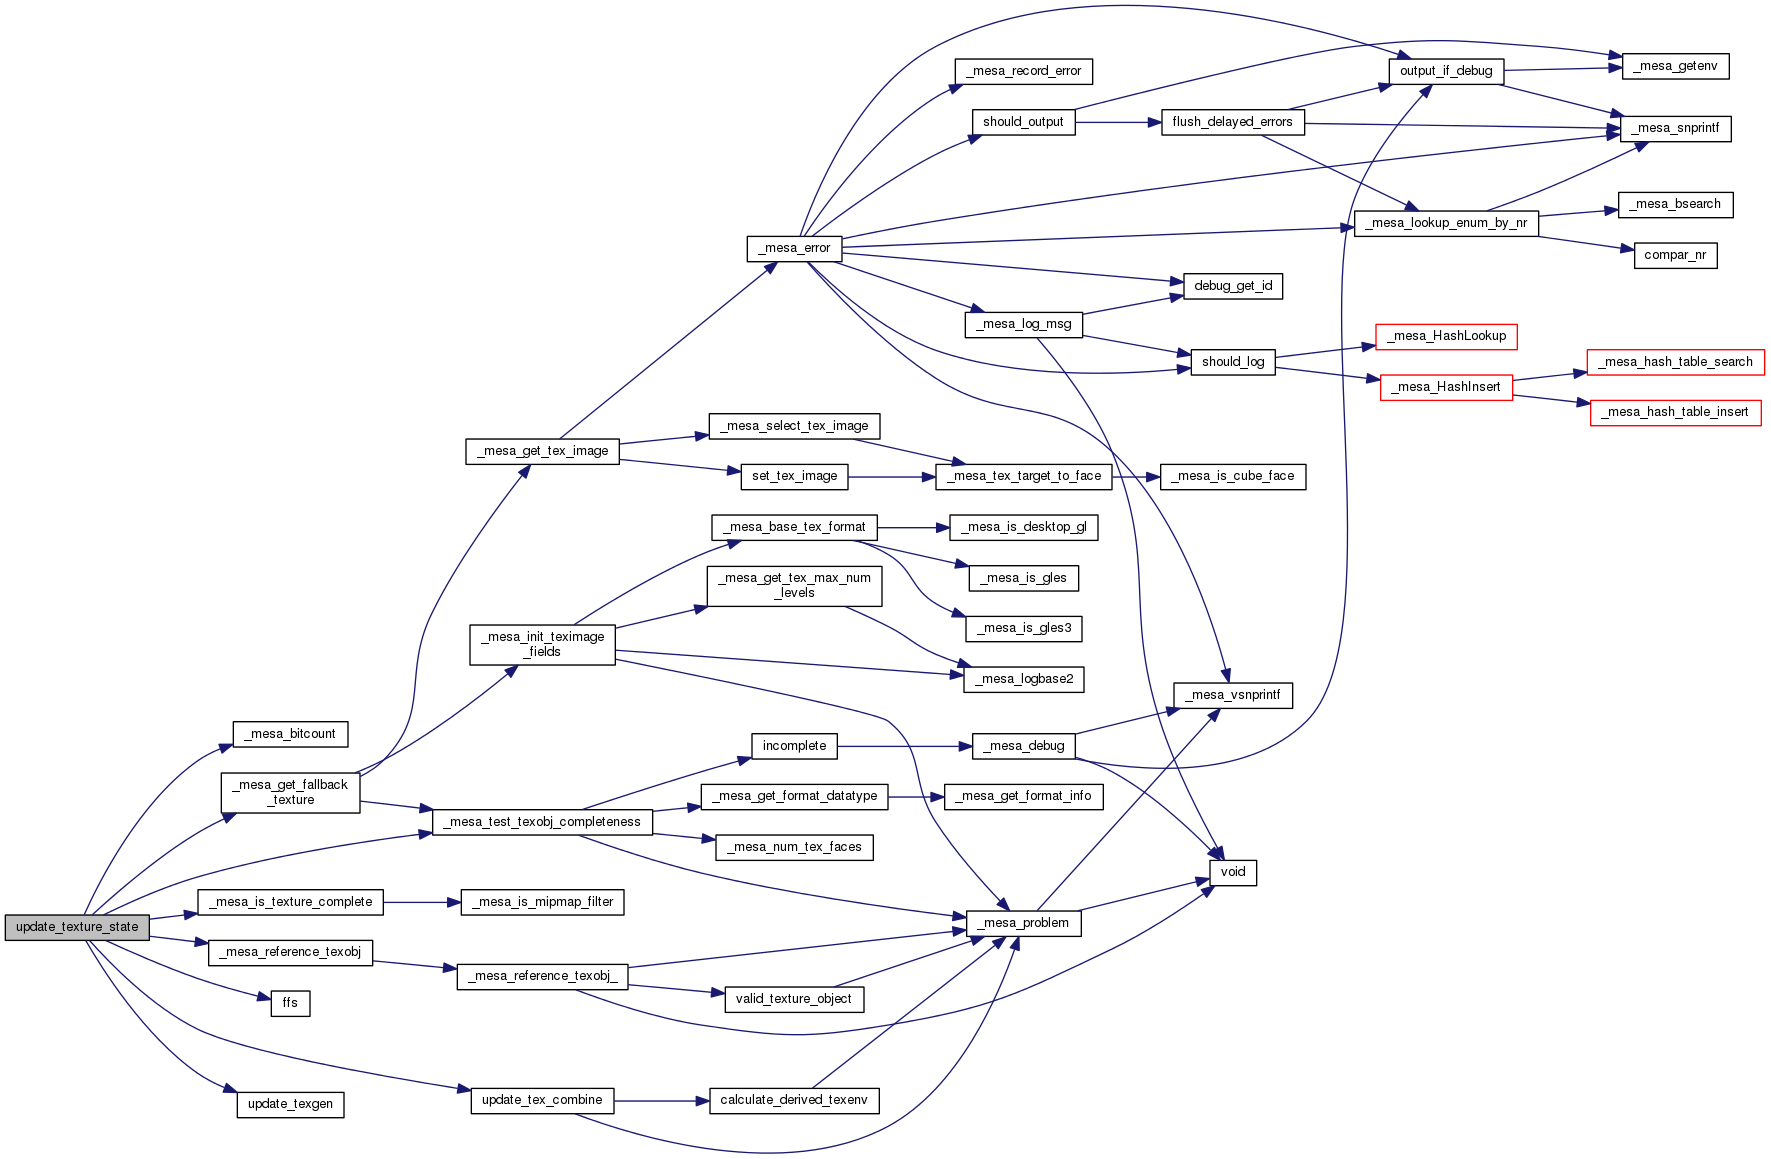 _mesa_record_error
output_if_debug
_mesa_getenv
should_output
flush_delayed_errors
_mesa_snprintf
_mesa_bsearch
_mesa_lookup_enum_by_nr
_mesa_error
compar_nr
debug_get_id
_mesa_log_msg
_mesa_HashLookup
should_log
_mesa_hash_table_search
_mesa_HashInsert
_mesa_hash_table_insert
_mesa_select_tex_image
_mesa_get_tex_image
set_tex_image
_mesa_tex_target_to_face
_mesa_is_cube_face
_mesa_base_tex_format
_mesa_is_desktop_gl
_mesa_get_tex_max_num
_levels
_mesa_is_gles
_mesa_is_gles3
_mesa_init_teximage
_fields
_mesa_logbase2
_mesa_vsnprintf
_mesa_bitcount
incomplete
_mesa_debug
_mesa_get_fallback
_texture
_mesa_get_format_datatype
_mesa_get_format_info
_mesa_test_texobj_completeness
_mesa_num_tex_faces
void
_mesa_is_texture_complete
_mesa_is_mipmap_filter
update_texture_state
_mesa_problem
_mesa_reference_texobj
_mesa_reference_texobj_
valid_texture_object
ffs
update_texgen
update_tex_combine
calculate_derived_texenv